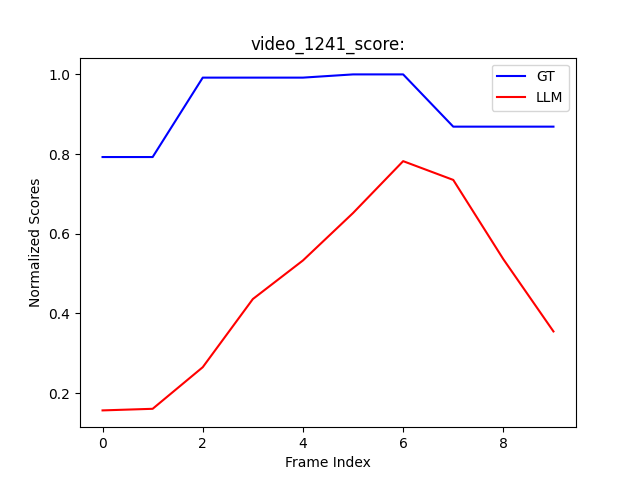 video_1241_score:
GT
LLM
Normalized Scores
1.0
0.8
0.6
0.4
0.2
0 2 4 6 8
Frame Index